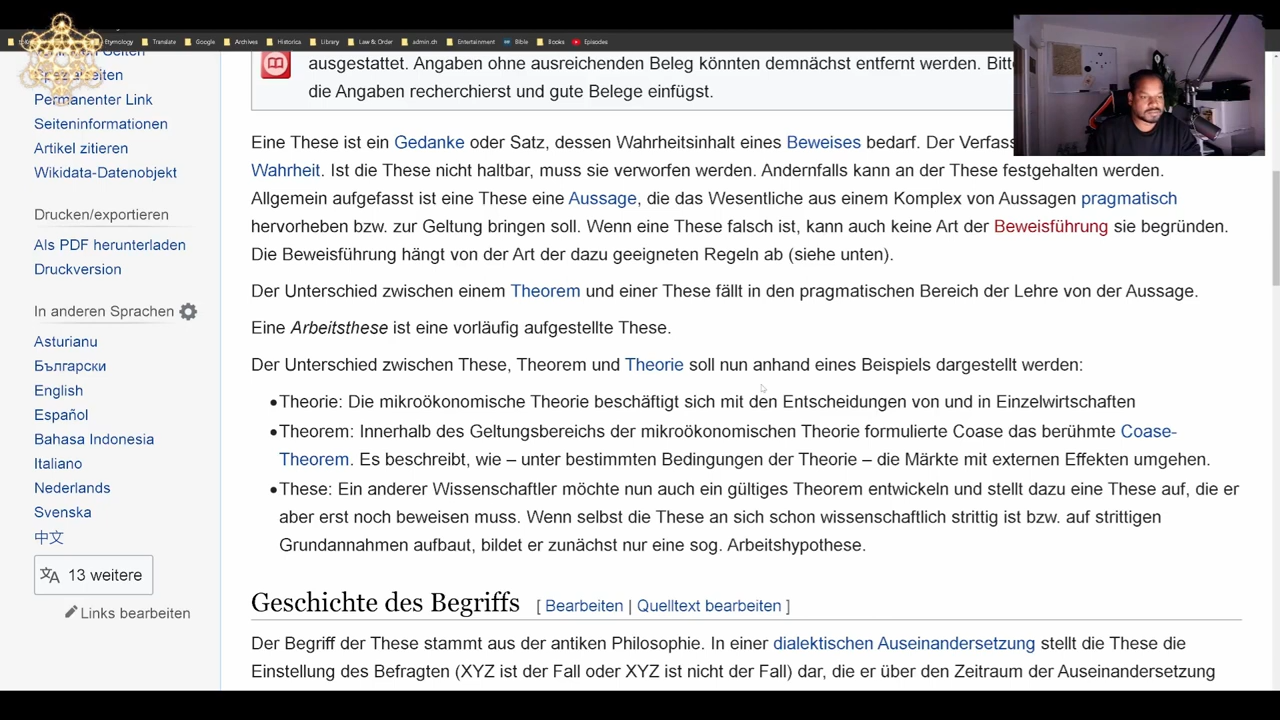 Etymology Translate Google Archives Historica Library Law & Order admin.ch Entertainment Bible Books Episodes
Permanenter Link
Seiteninformationen
Artikel zitieren
Wikidata-Datenobjekt
Drucken/exportieren
Als PDF herunterladen
Druckversion
In anderen Sprachen
Asturianu
Български
English
Español
Bahasa Indonesia
Italiano
Nederlands
Svenska
中文
13 weitere
Links bearbeiten
ausgestattet. Angaben ohne ausreichenden Beleg könnten demnächst entfernt werden.
die Angaben recherchierst und gute Belege einfügst.
Eine These ist ein Gedanke oder Satz, dessen Wahrheitsinhalt eines Beweises bedarf. Der
Wahrheit. Ist die These nicht haltbar, muss sie verworfen werden. Andernfalls kann an der These festgehalten werden.
Allgemein aufgefasst ist eine These eine Aussage, die das Wesentliche aus einem Komplex von Aussagen pragmatisch
hervorheben bzw. zur Geltung bringen soll. Wenn eine These falsch ist, kann auch keine Art der Beweisführung sie begründen.
Die Beweisführung hängt von der Art der dazu geeigneten Regeln ab (siehe unten).
Der Unterschied zwischen einem Theorem und einer These fällt in den pragmatischen Bereich der Lehre von der Aussage.
Eine Arbeitsthese ist eine vorläufig aufgestellte These.
Der Unterschied zwischen These, Theorem und Theorie soll nun anhand eines Beispiels dargestellt werden:
•Theorie: Die mikroökonomische Theorie beschäftigt sich mit den Entscheidungen von und in Einzelwirtschaften
•Theorem: Innerhalb des Geltungsbereichs der mikroökonomischen Theorie formulierte Coase das berühmte Coase-
Theorem. Es beschreibt, wie – unter bestimmten Bedingungen der Theorie – die Märkte mit externen Effekten umgehen.
•These: Ein anderer Wissenschaftler möchte nun auch ein gültiges Theorem entwickeln und stellt dazu eine These auf, die er
aber erst noch beweisen muss. Wenn selbst die These an sich schon wissenschaftlich strittig ist bzw. auf strittigen
Grundannahmen aufbaut, bildet er zunächst nur eine sog. Arbeitshypothese.
Geschichte des Begriffs [ Bearbeiten | Quelltext bearbeiten ]
Der Begriff der These stammt aus der antiken Philosophie. In einer dialektischen Auseinandersetzung stellt die These die
Einstellung des Befragten (XYZ ist der Fall oder XYZ ist nicht der Fall) dar, die er über den Zeitraum der Auseinandersetzung